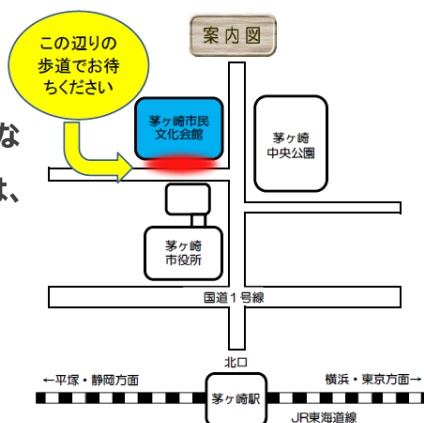 案内図
この辺りの
歩道でお待
ちください
な
は、
茅ヶ崎市民
文化会館
茅ヶ崎
中央公園
茅ヶ崎
市役所
国道1号線
北口
←平塚・静岡方面
横浜・東京方面→
茅ヶ崎駅
JR東海道線